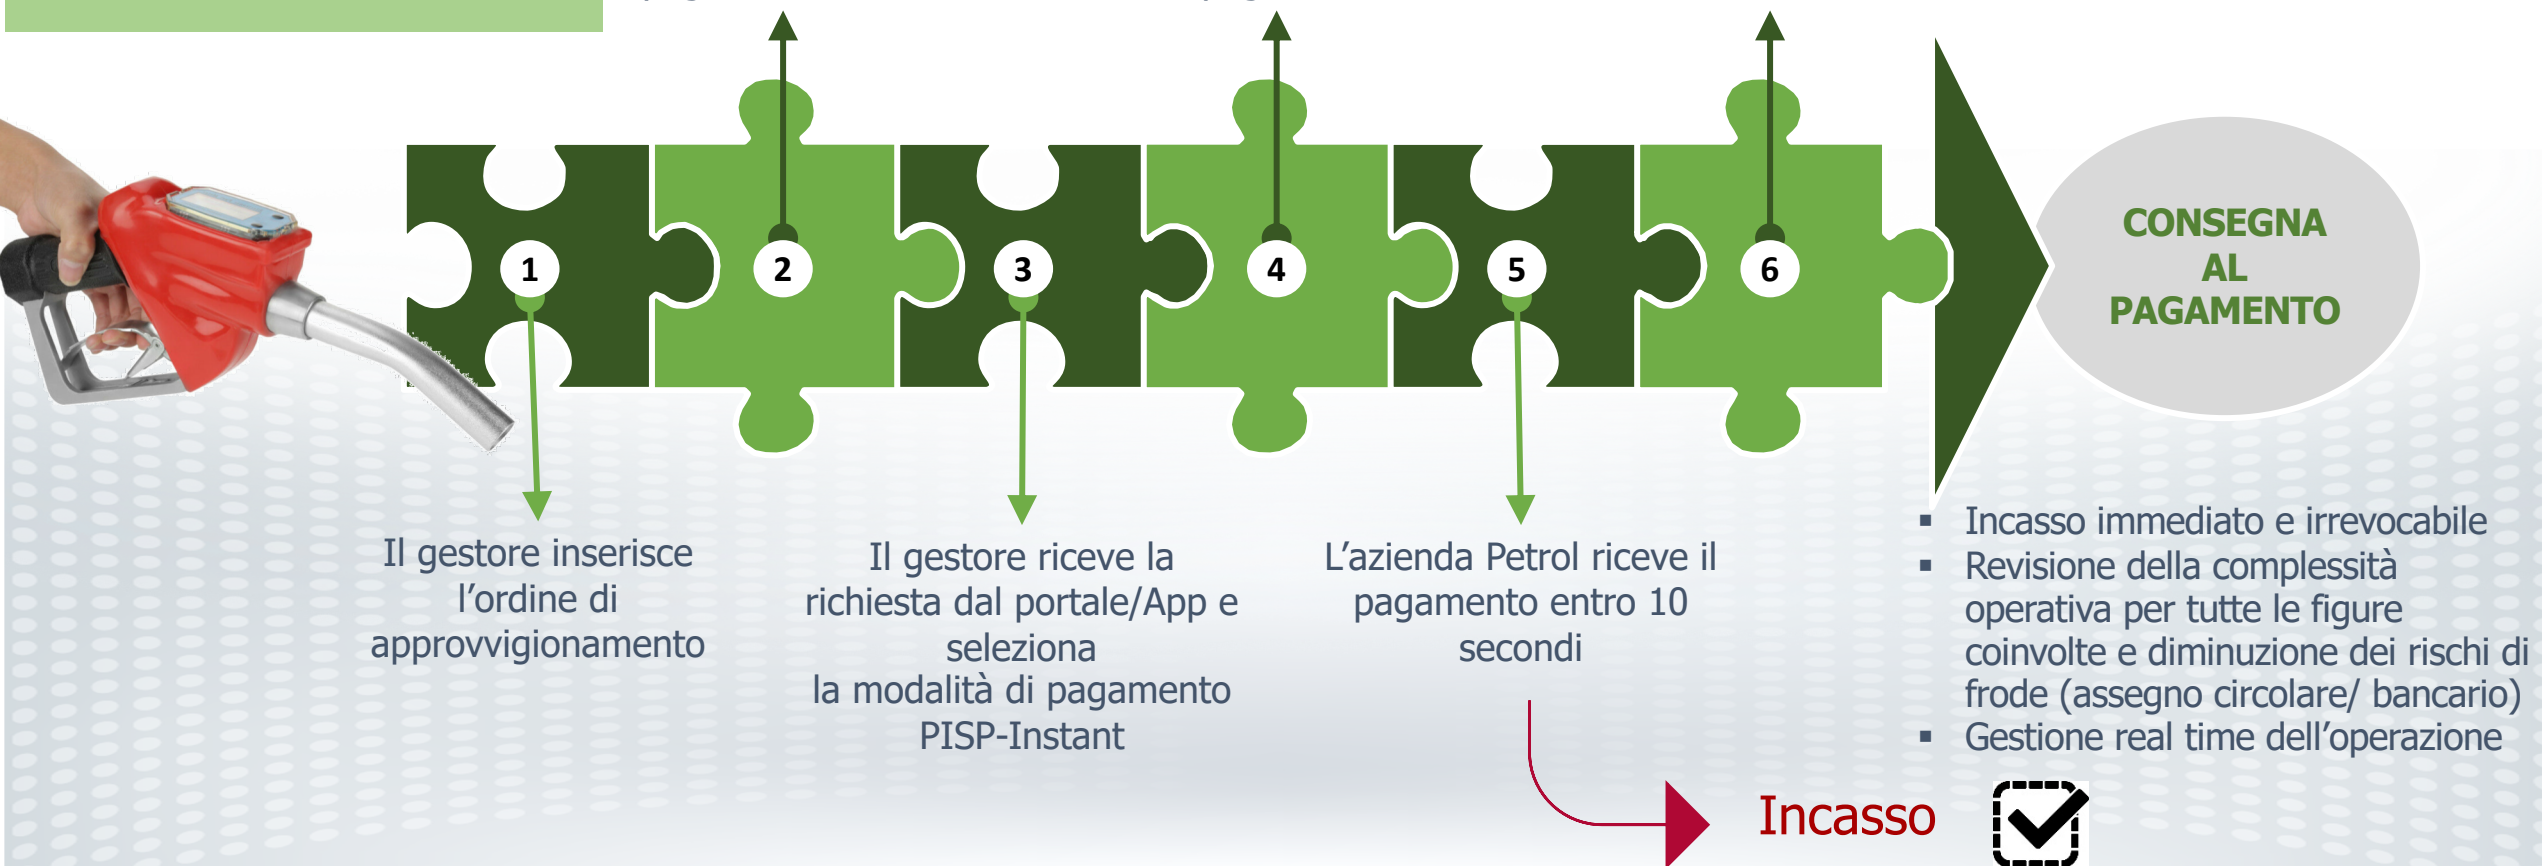 1
2
3
4
5
6
CONSEGNA
AL
PAGAMENTO
Il gestore inserisce
l’ordine di
approvvigionamento
Il gestore riceve la
richiesta dal portale/App e
seleziona
la modalità di pagamento
PISP-Instant
L’azienda Petrol riceve il
pagamento entro 10
secondi
▪ Incasso immediato e irrevocabile
▪ Revisione della complessità
operativa per tutte le figure
coinvolte e diminuzione dei rischi di
frode (assegno circolare/ bancario)
▪ Gestione real time dell’operazione
Incasso